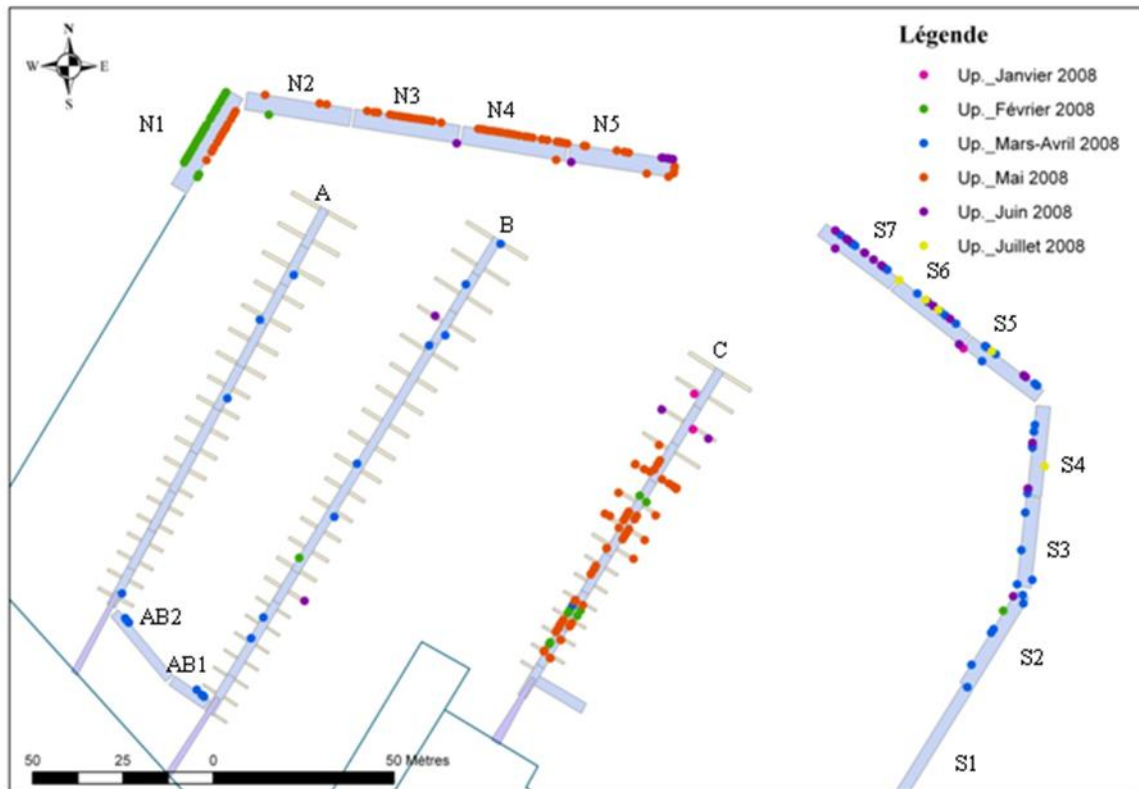 N
W E
S
Légende
Up._Janvier 2008
Up._Février 2008
Up._Mars-Avril 2008
Up._Mai 2008
Up._Juin 2008
Up._Juillet 2008
N1
N2
N3
N4
N5
A
B
C
S7
S6
S5
S4
S3
S2
S1
AB2
AB1
50 25 0 50 Mètres